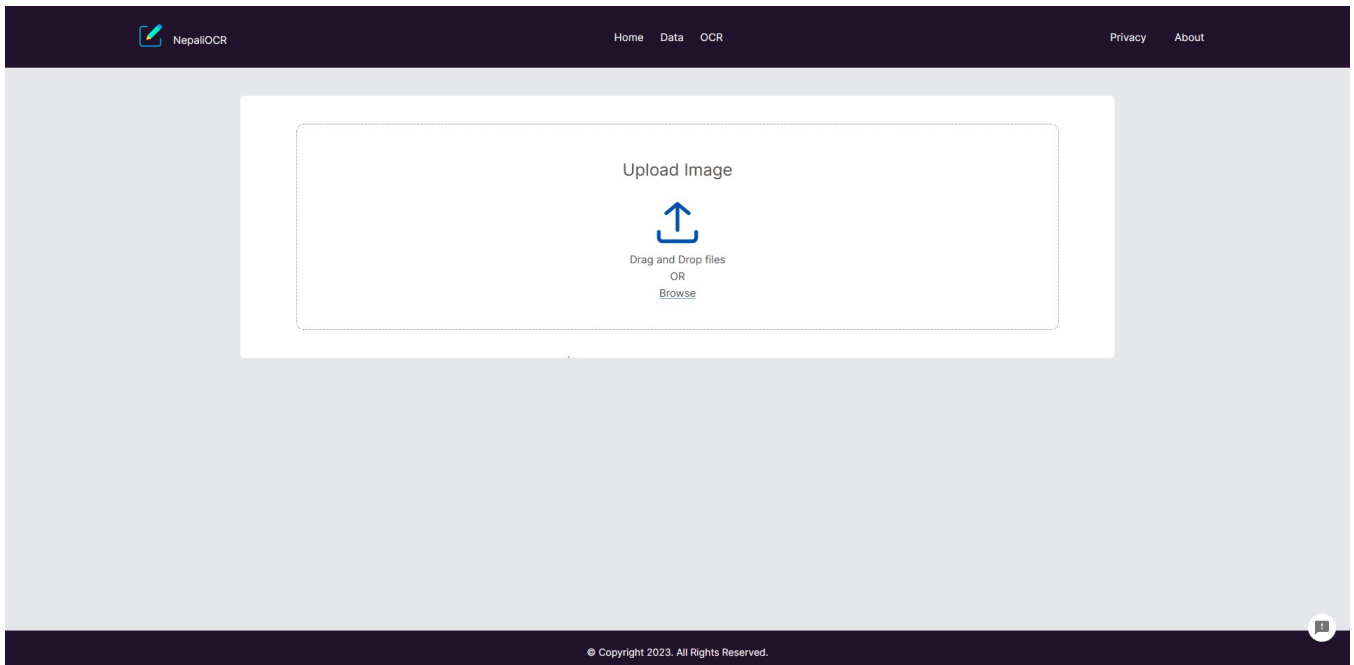 NepaliOCR
Home Data OCR
Privacy About
Upload Image
Drag and Drop files
OR
Browse
© Copyright 2023. All Rights Reserved.